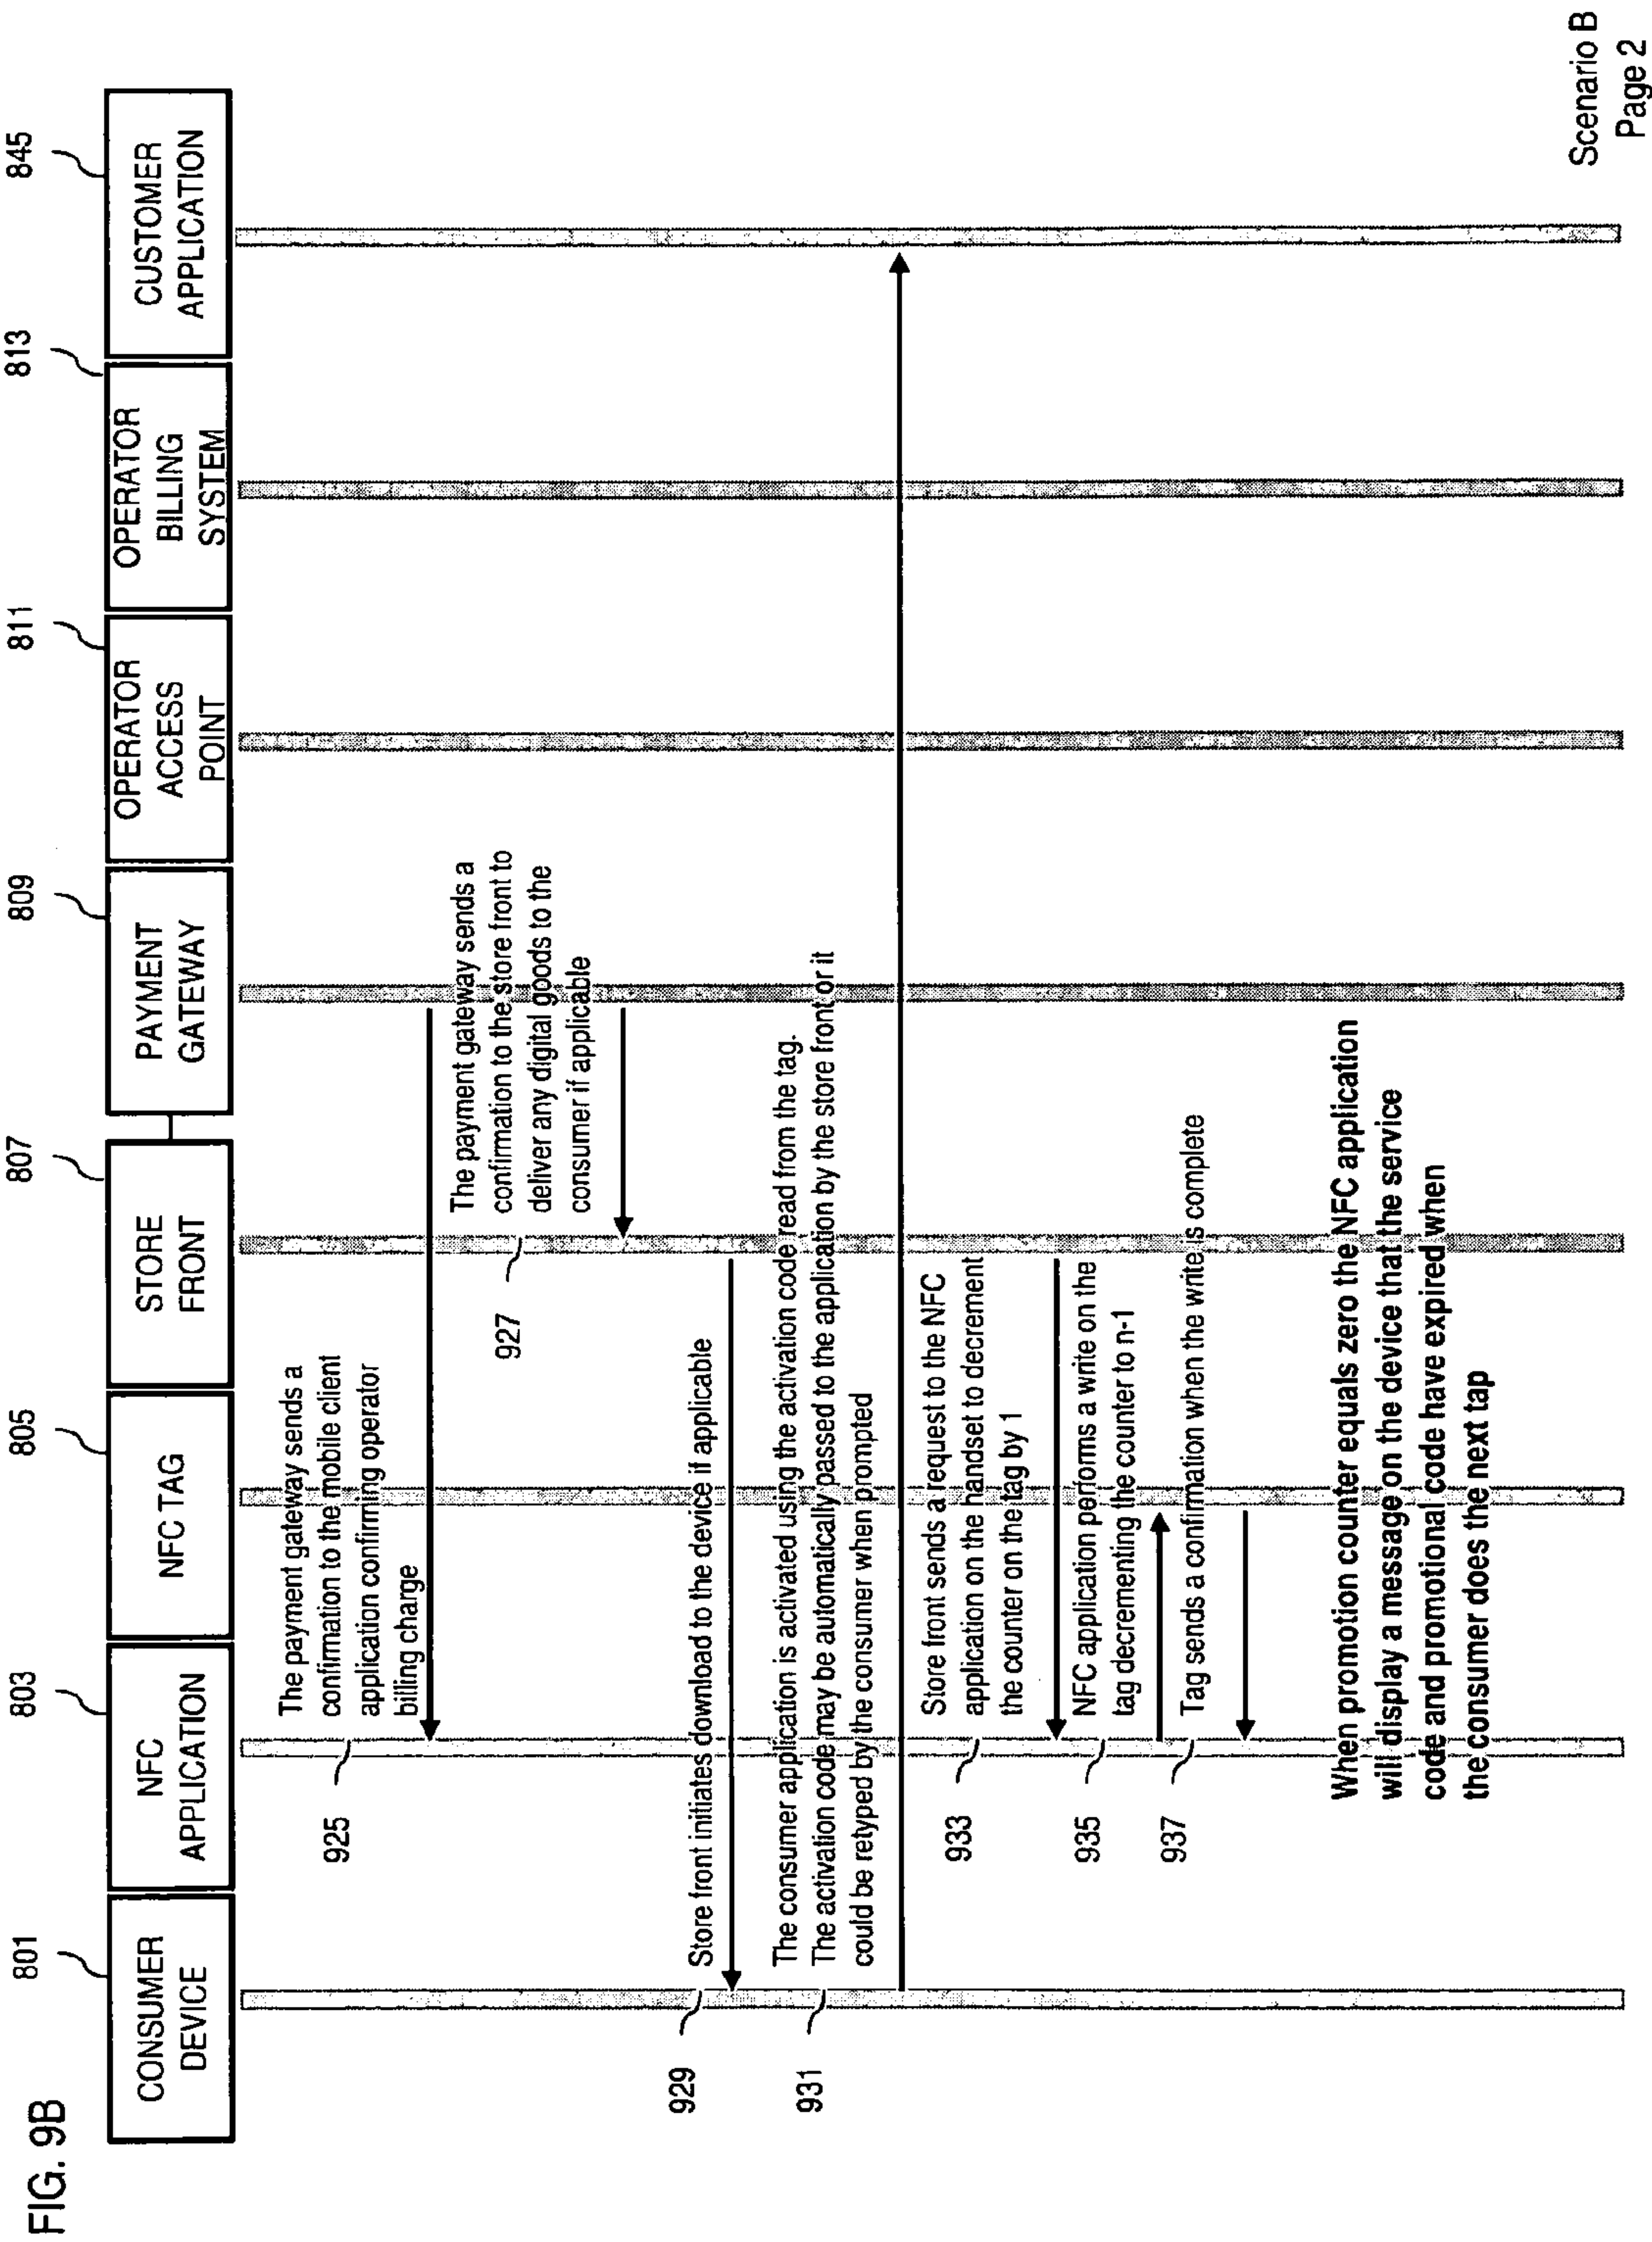 FIG. 9B
801
803
805
807
809
811
813
845
CONSUMER
DEVICE
NFC
APPLICATION
NFC TAG
STORE
FRONT
PAYMENT
GATEWAY
OPERATOR
ACCESS
POINT
OPERATOR
BILLING
SYSTEM
CUSTOMER
APPLICATION
925
The payment gateway sends a
confirmation to the mobile client
application confirming operator
billing charge
927
The payment gateway sends a
confirmation to the store front to
deliver any digital goods to the
consumer if applicable
929
Store front initiates download to the device if applicable
931
The consumer application is activated using the activation code read from the tag.
The activation code may be automatically passed to the application by the store front or it
could be retyped by the consumer when prompted
933
Store front sends a request to the NFC
application on the handset to decrement
the counter on the tag by 1
935
NFC application performs a write on the
tag decrementing the counter to n-1
937
Tag sends a confirmation when the write is complete
When promotion counter equals zero the NFC application
will display a message on the device that the service
code and promotional code have expired when
the consumer does the next tap
Scenario B
Page 2